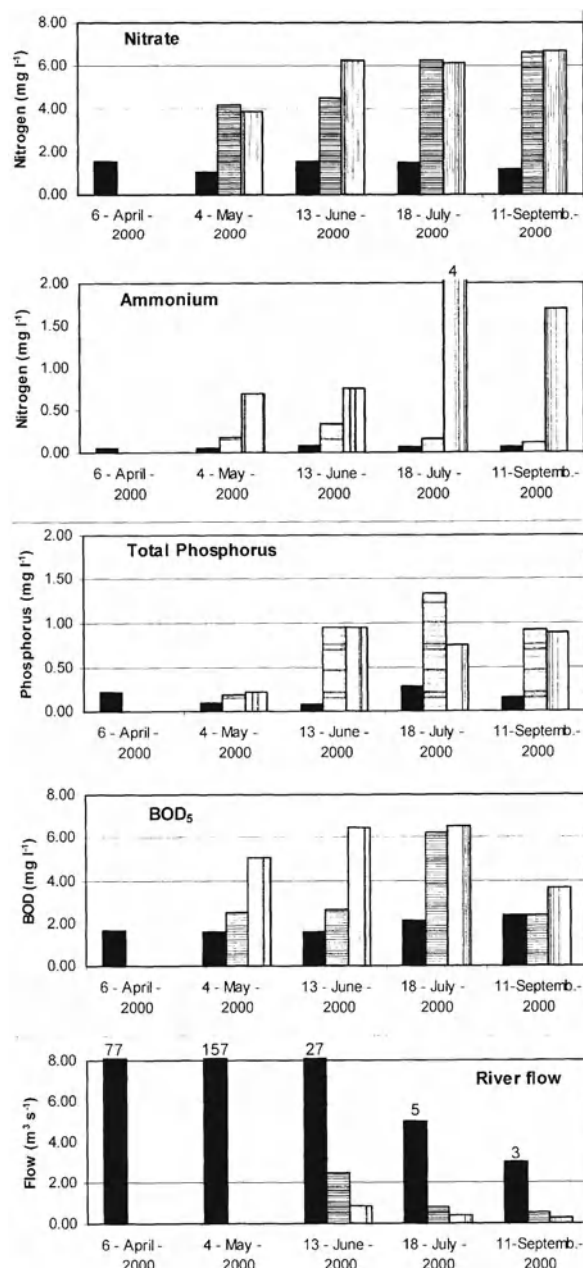 Nitrate
Nitrogen (mg l⁻¹)
8.00
6.00
4.00
2.00
0.00
6 - April - 4 - May - 13 - June - 18 - July - 11-Septemb.-
2000 2000 2000 2000 2000
Ammonium
4
Nitrogen (mg l⁻¹)
2.00
1.50
1.00
0.50
0.00
6 - April - 4 - May - 13 - June - 18 - July - 11-Septemb.-
2000 2000 2000 2000 2000
Total Phosphorus
Phosphorus (mg l⁻¹)
2.00
1.50
1.00
0.50
0.00
6 - April - 4 - May - 13 - June - 18 - July - 11-Septemb.-
2000 2000 2000 2000 2000
BOD₅
BOD (mg l⁻¹)
8.00
6.00
4.00
2.00
0.00
6 - April - 4 - May - 13 - June - 18 - July - 11-Septemb.-
2000 2000 2000 2000 2000
77 157 27
River flow
Flow (m³ s⁻¹)
8.00
6.00
4.00
2.00
0.00
5
3
6 - April - 4 - May - 13 - June - 18 - July - 11-Septemb.-
2000 2000 2000 2000 2000